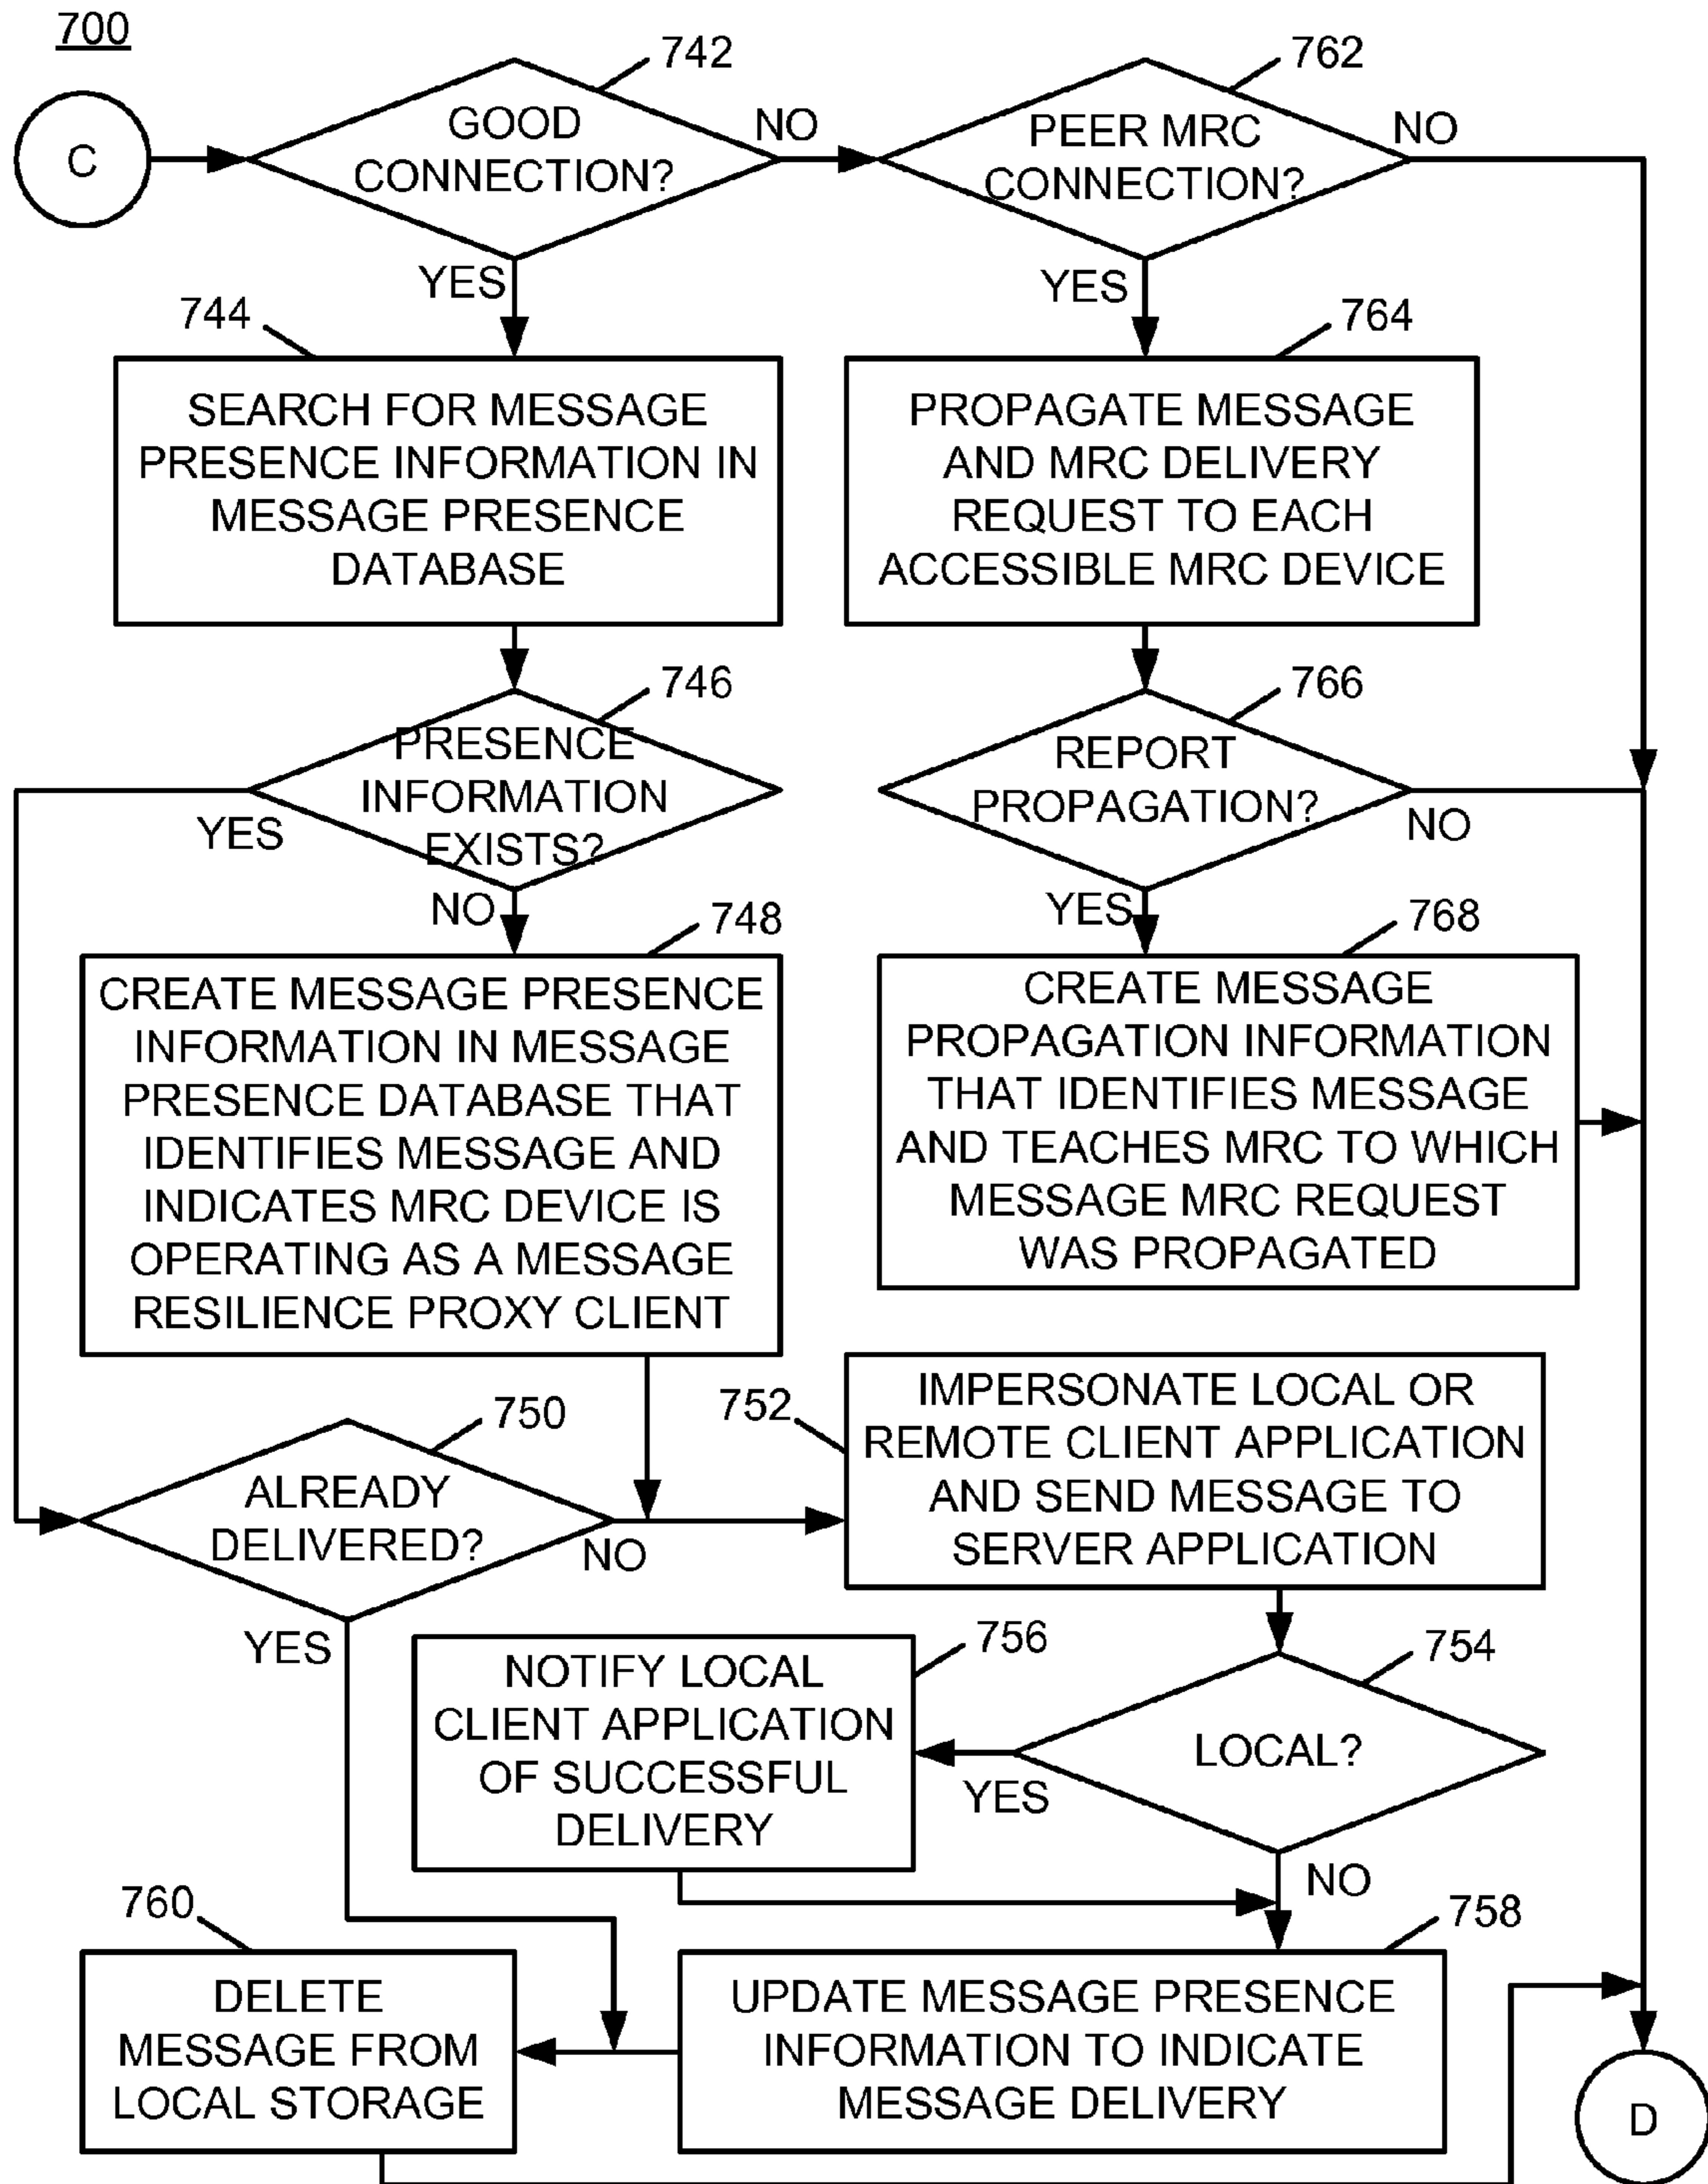 700
742
762
C
GOOD
CONNECTION?
NO
PEER MRC
CONNECTION?
NO
YES
YES
744
764
SEARCH FOR MESSAGE
PRESENCE INFORMATION IN
MESSAGE PRESENCE
DATABASE
PROPAGATE MESSAGE
AND MRC DELIVERY
REQUEST TO EACH
ACCESSIBLE MRC DEVICE
746
766
PRESENCE
INFORMATION
EXISTS?
YES
REPORT
PROPAGATION?
NO
NO
YES
748
768
CREATE MESSAGE PRESENCE
INFORMATION IN MESSAGE
PRESENCE DATABASE THAT
IDENTIFIES MESSAGE AND
INDICATES MRC DEVICE IS
OPERATING AS A MESSAGE
RESILIENCE PROXY CLIENT
CREATE MESSAGE
PROPAGATION INFORMATION
THAT IDENTIFIES MESSAGE
AND TEACHES MRC TO WHICH
MESSAGE MRC REQUEST
WAS PROPAGATED
750
752
ALREADY
DELIVERED?
NO
YES
IMPERSONATE LOCAL OR
REMOTE CLIENT APPLICATION
AND SEND MESSAGE TO
SERVER APPLICATION
756
754
NOTIFY LOCAL
CLIENT APPLICATION
OF SUCCESSFUL
DELIVERY
LOCAL?
YES
NO
760
758
DELETE
MESSAGE FROM
LOCAL STORAGE
UPDATE MESSAGE PRESENCE
INFORMATION TO INDICATE
MESSAGE DELIVERY
D